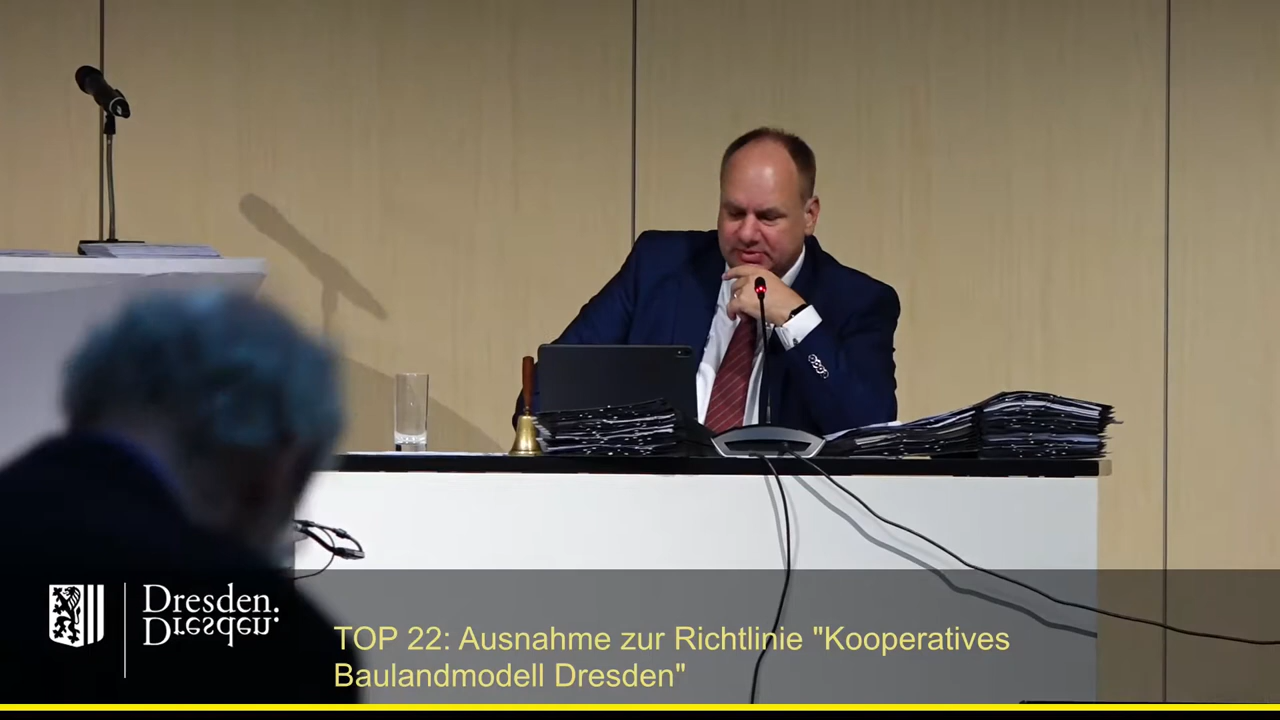 Dresden.
Dresden.
TOP 22: Ausnahme zur Richtlinie "Kooperatives
Baulandmodell Dresden"